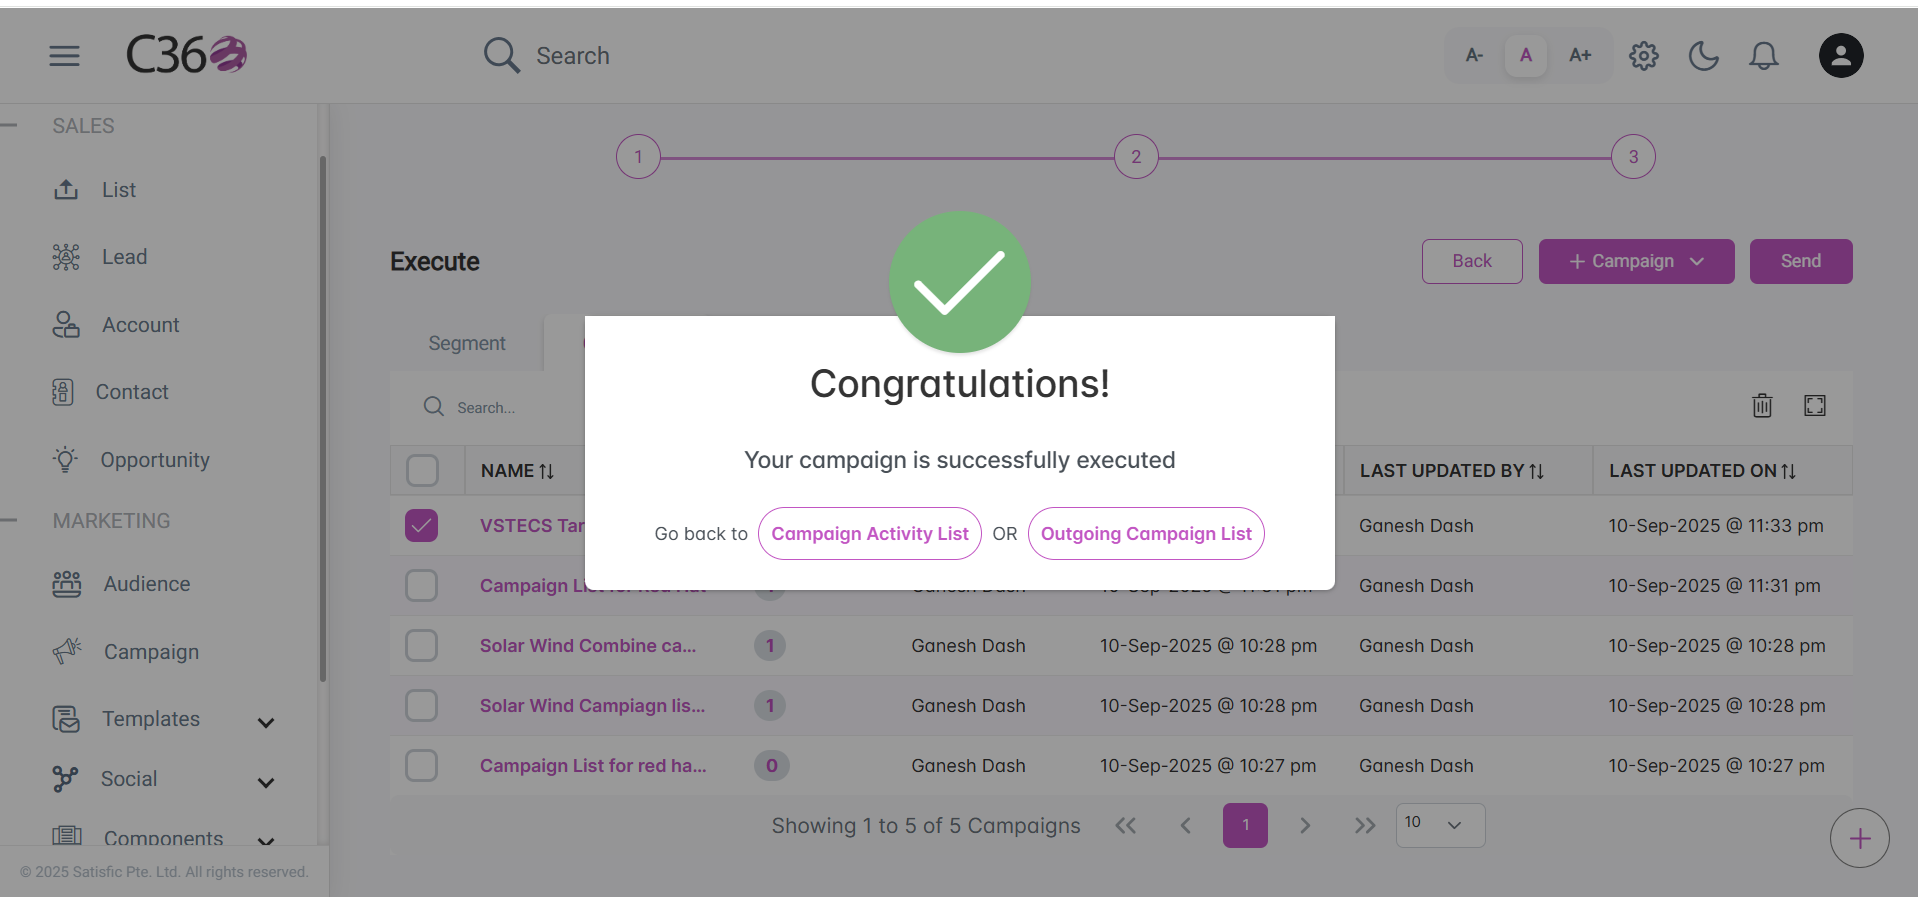 C360
Search
A- A A+
SALES
List
Lead
Account
Contact
Opportunity
MARKETING
Audience
Campaign
Templates
Social
Components
© 2025 Satisfic Pte. Ltd. All rights reserved.
1 2 3
Execute
Back + Campaign Send
Segment
Search...
Congratulations!
Your campaign is successfully executed
Go back to Campaign Activity List OR Outgoing Campaign List
NAME LAST UPDATED BY LAST UPDATED ON
VSTECS Ganesh Dash 10-Sep-2025 @ 11:33 pm
Campaign Ganesh Dash 10-Sep-2025 @ 11:31 pm
Solar Wind Combine ca... 1 Ganesh Dash 10-Sep-2025 @ 10:28 pm Ganesh Dash 10-Sep-2025 @ 10:28 pm
Solar Wind Campiagn lis... 1 Ganesh Dash 10-Sep-2025 @ 10:28 pm Ganesh Dash 10-Sep-2025 @ 10:28 pm
Campaign List for red ha... 0 Ganesh Dash 10-Sep-2025 @ 10:27 pm Ganesh Dash 10-Sep-2025 @ 10:27 pm
Showing 1 to 5 of 5 Campaigns << < 1 > >> 10
+